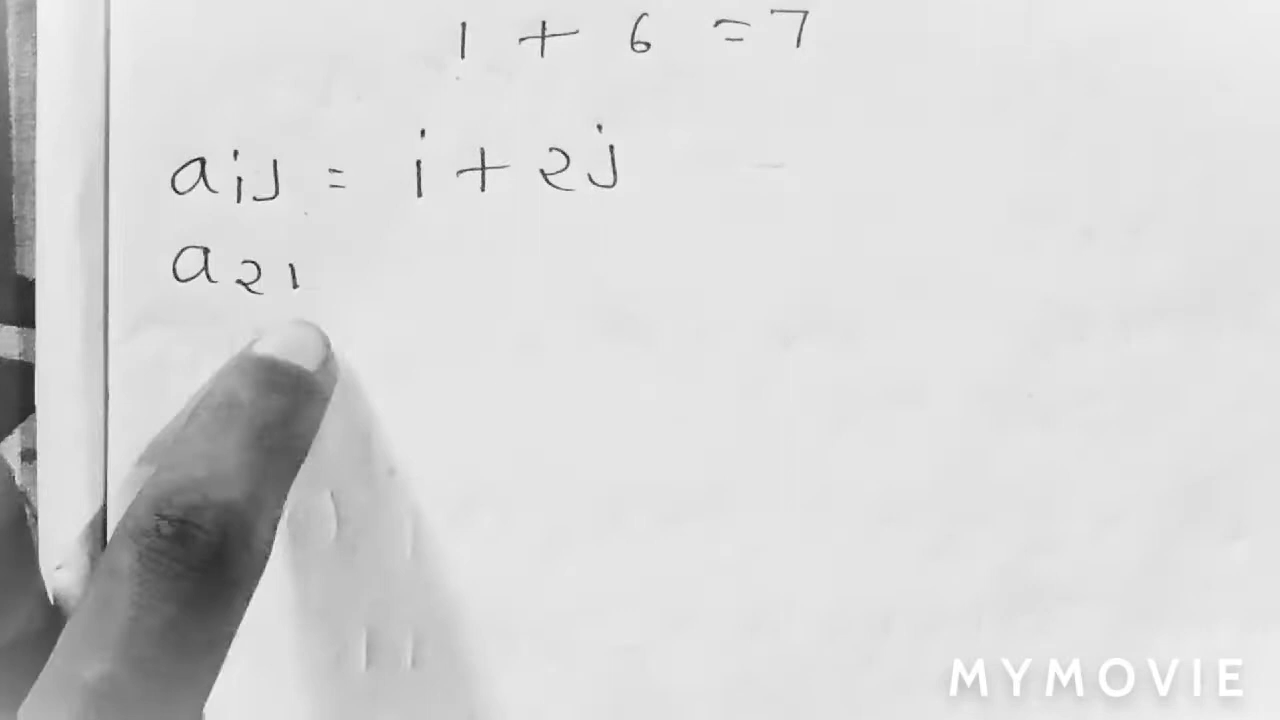 1 + 6 = 7
aij = i + 2j
a21
MYMOVIE